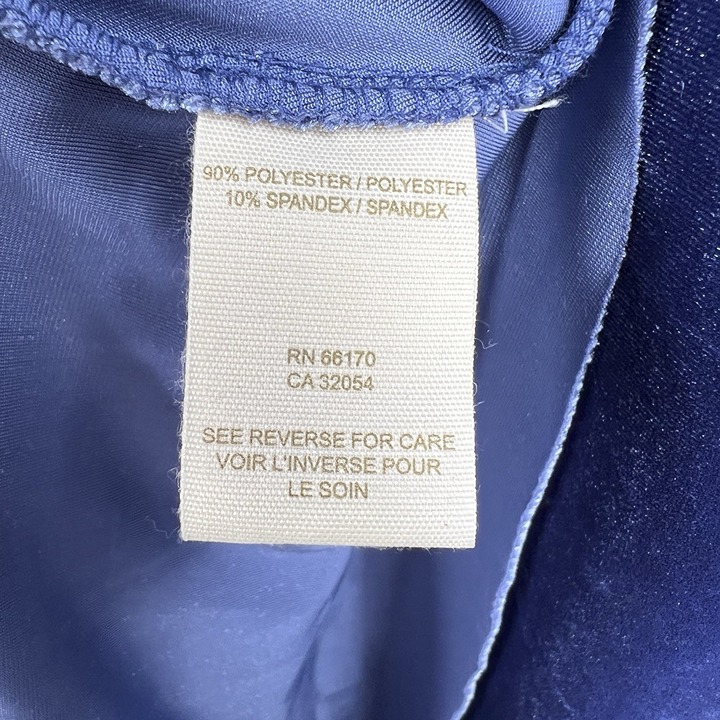 90% POLYESTER / POLYESTER
10% SPANDEX / SPANDEX
RN 66170
CA 32054
SEE REVERSE FOR CARE
VOIR L'INVERSE POUR
LE SOIN